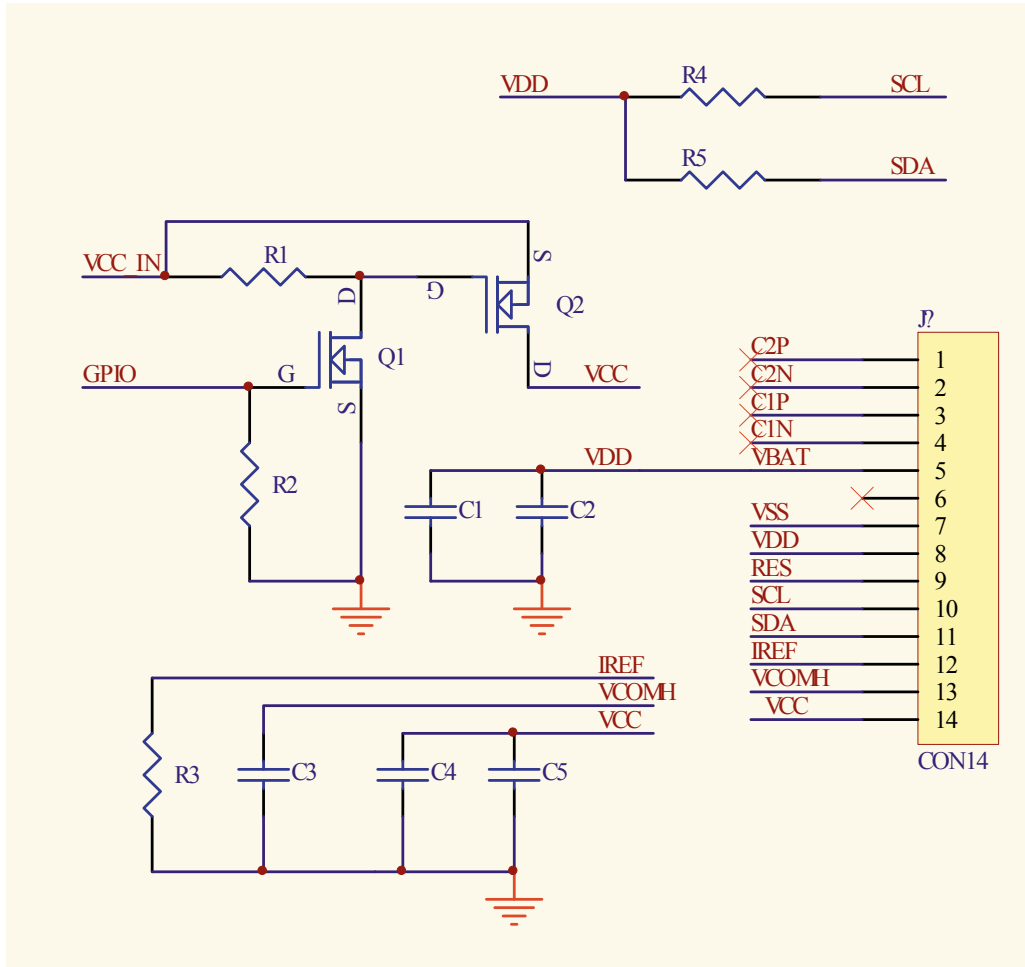 VDD
R4
SCL
R5
SDA
VCC_IN
R1
D
G
S
Q2
D
VCC
GPIO
G
Q1
S
R2
VDD
C1
C2
J?
C2P
1
C2N
2
C1P
3
C1N
4
VBAT
5
6
VSS
7
VDD
8
RES
9
SCL
10
SDA
11
IREF
12
VCOMH
13
VCC
14
CON14
IREF
VCOMH
VCC
R3
C3
C4
C5